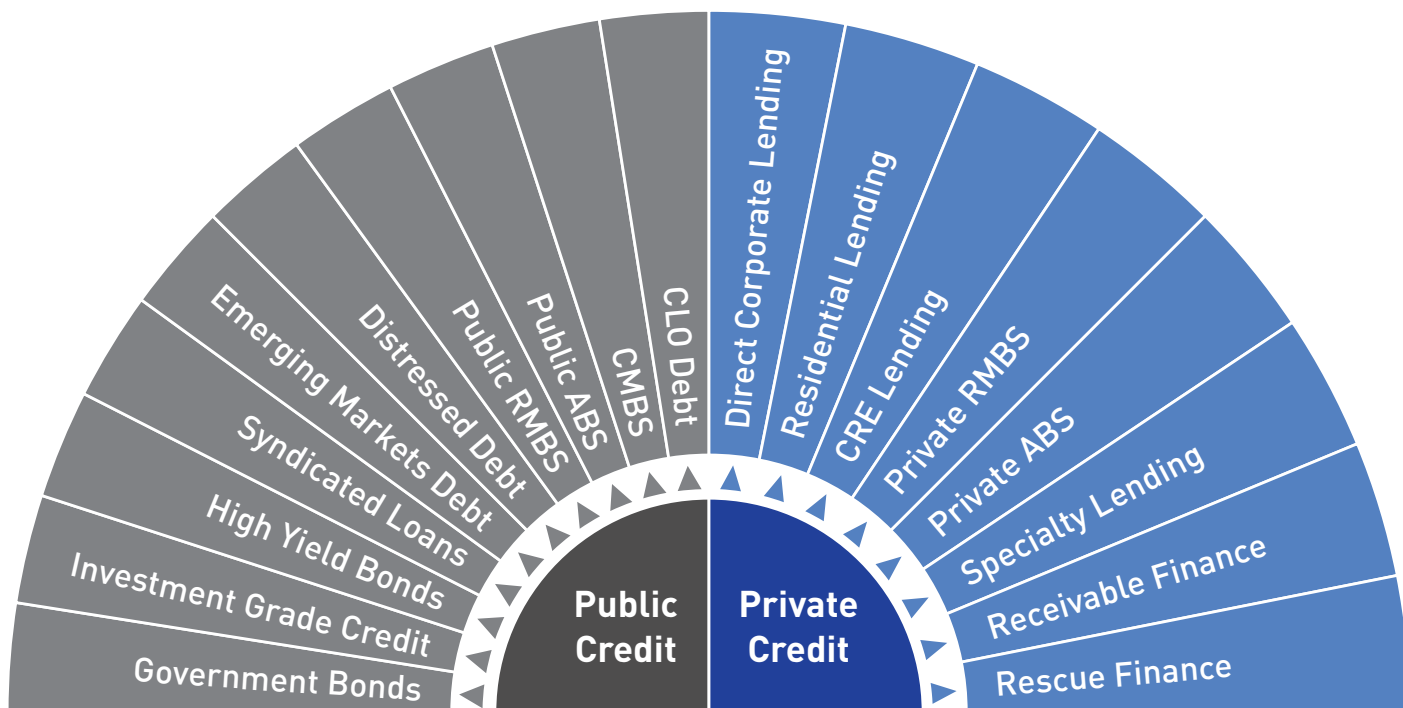 Government Bonds
Investment Grade Credit
High Yield Bonds
Syndicated Loans
Emerging Markets Debt
Distressed Debt
Public RMBS
Public ABS
CMBS
CLO Debt
Direct Corporate Lending
Residential Lending
CRE Lending
Private RMBS
Private ABS
Specialty Lending
Receivable Finance
Rescue Finance
Public
Credit
Private
Credit